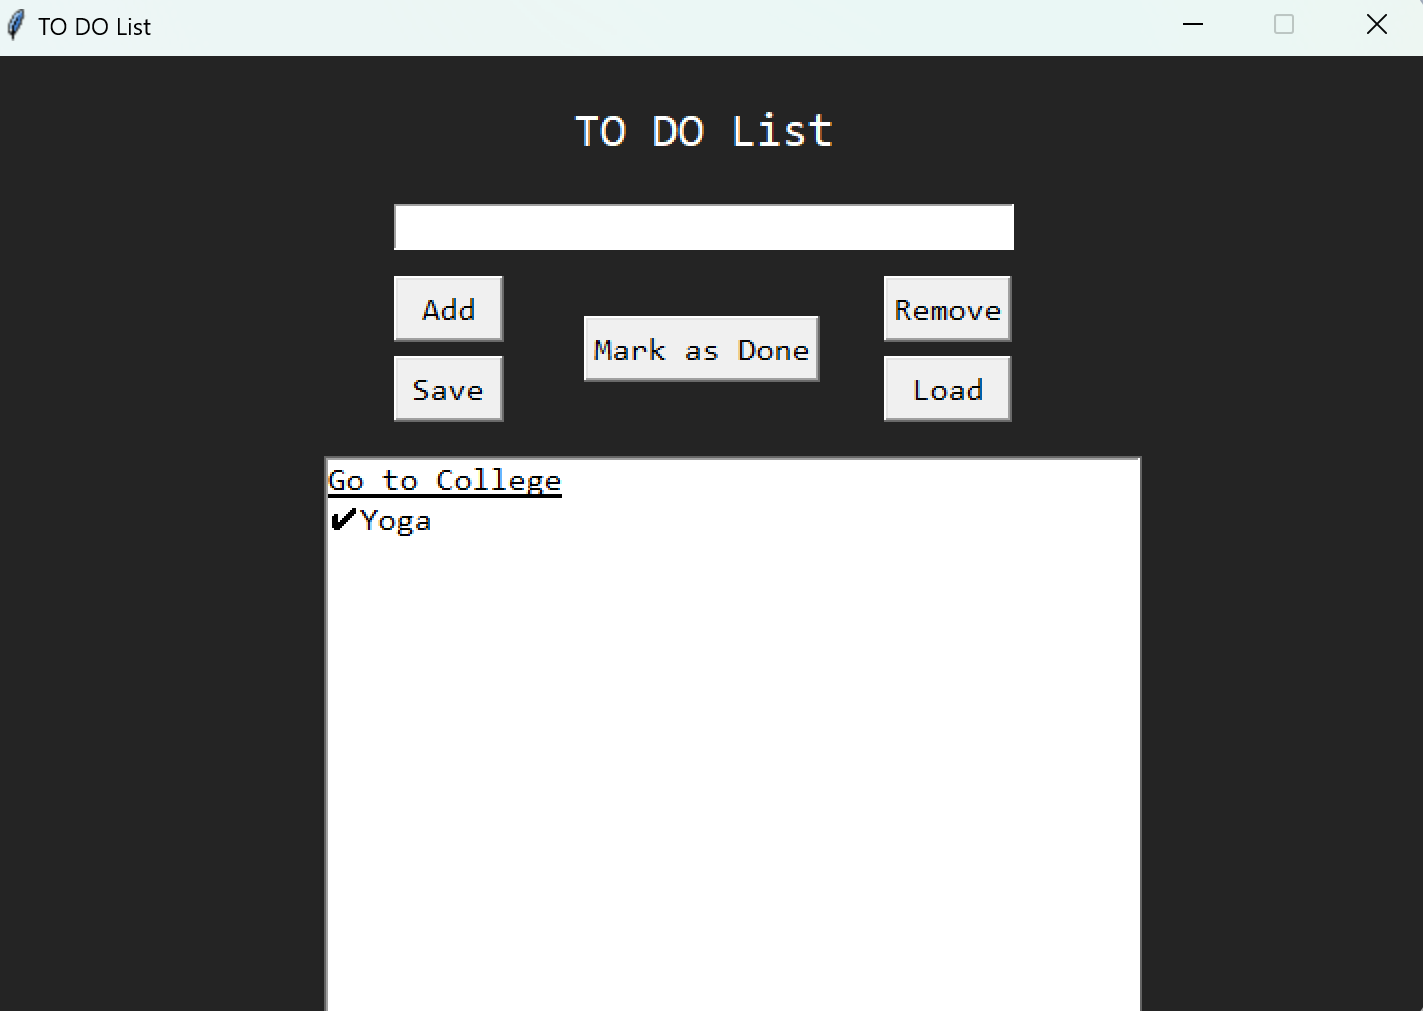 TO DO List
TO DO List
Add
Remove
Mark as Done
Save
Load
Go to College
✔Yoga